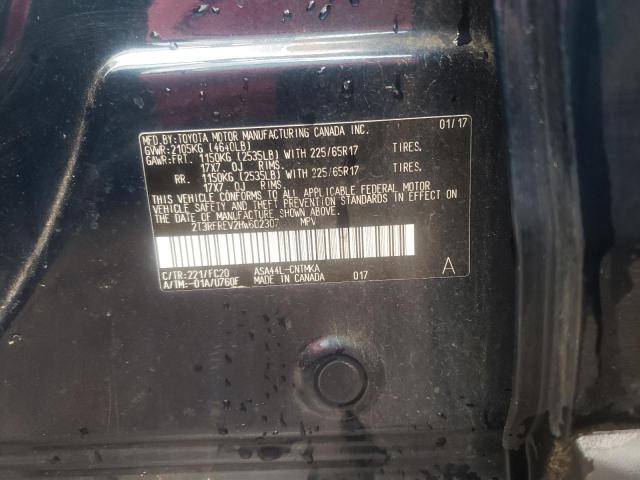 MFD.BY:TOYOTA MOTOR MANUFACTURING CANADA INC. 01/17
GVWR:2105KG (4640LB)
GAWR:FRT. 1150KG (2535LB) WITH 225/65R17 TIRES.
17X7 0J RIMS.
RR. 1150KG (2535LB) WITH 225/65R17 TIRES.
17X7 0J RIMS.
THIS VEHICLE CONFORMS TO ALL APPLICABLE FEDERAL MOTOR
VEHICLE SAFETY AND THEFT PREVENTION STANDARDS IN EFFECT
ON THE DATE OF MANUFACTURE SHOWN ABOVE.
2T3RFREV2HW602307 MPV
C/TR:221/FC20 ASA44L-CNTMKA 017 A
A/TM:-01A/U760F MADE IN CANADA